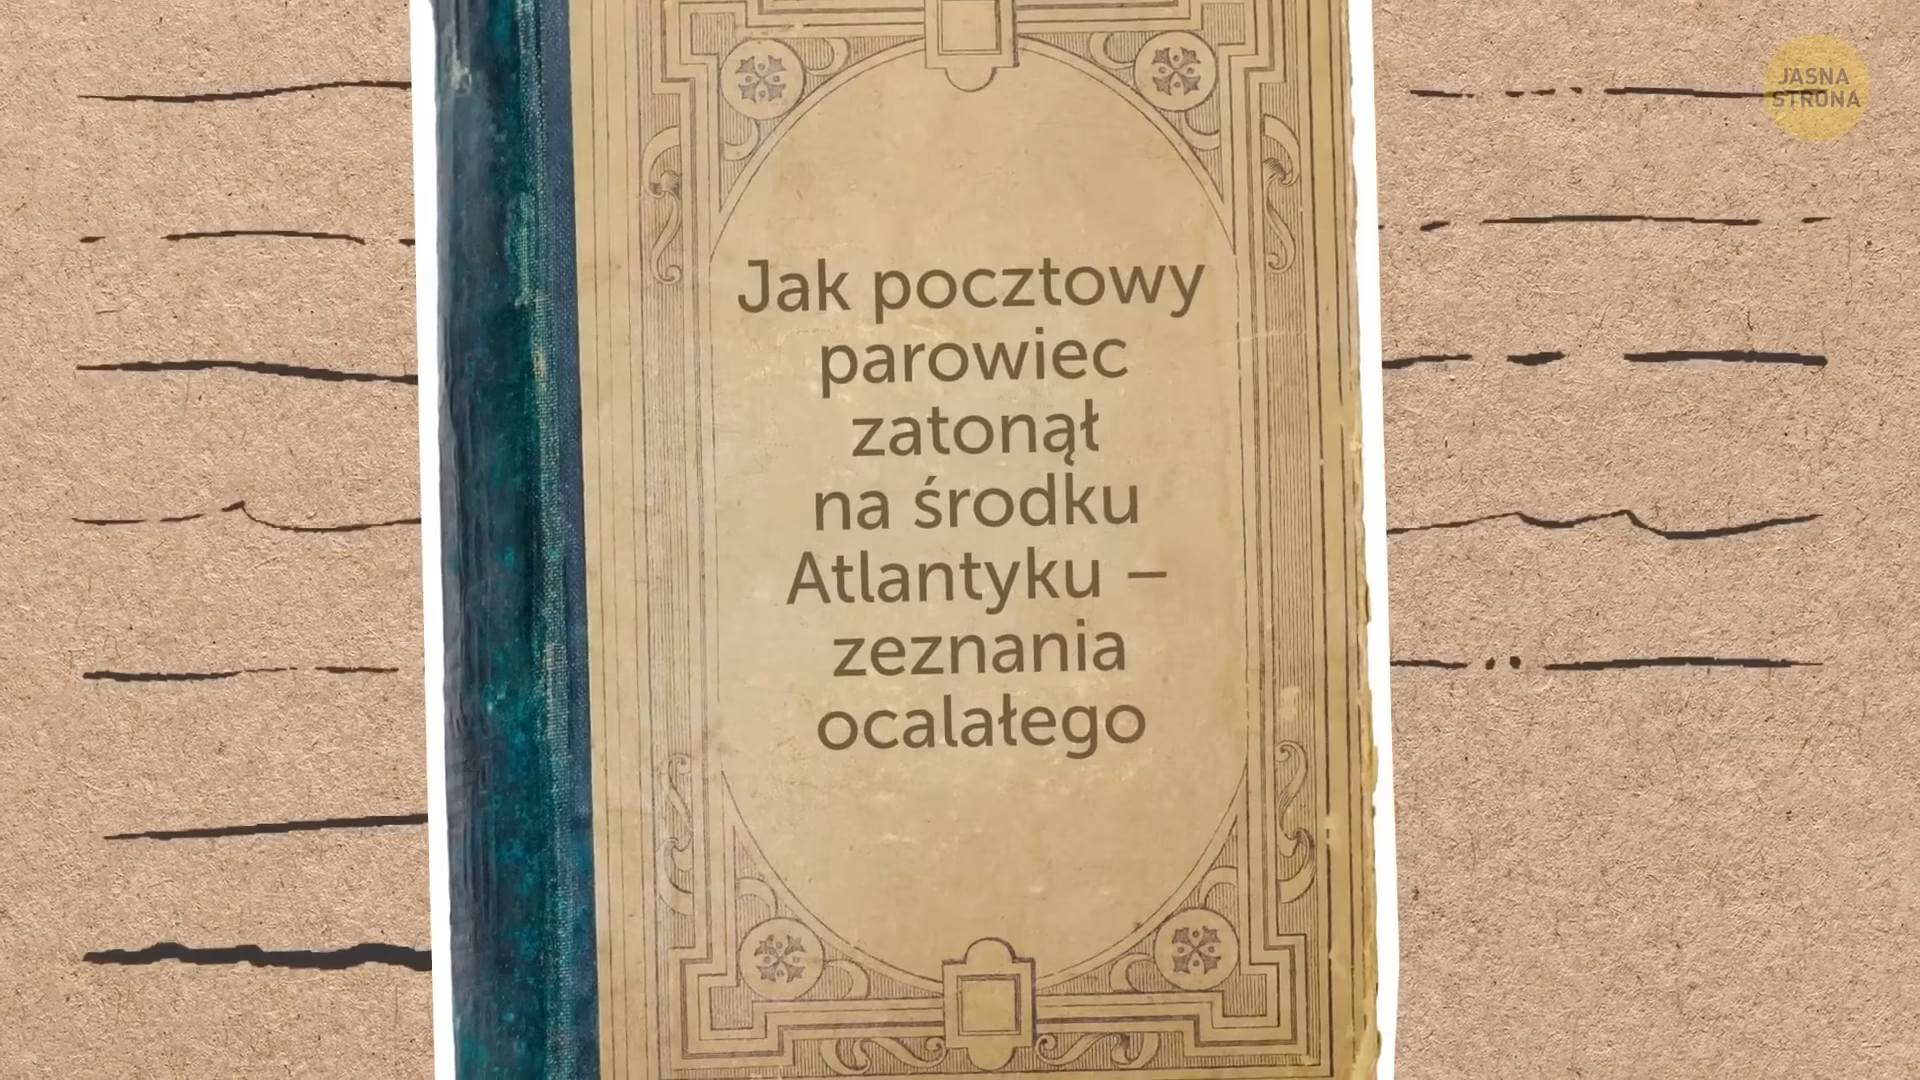 JASNA
STRONA
Jak pocztowy
parowiec
zatonął
na środku
Atlantyku –
zeznania
ocalałego